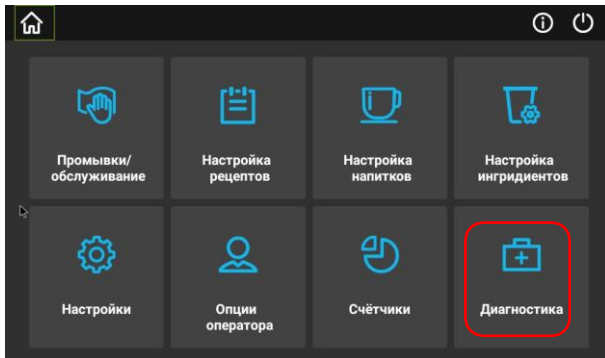 Промывки/
обслуживание
Настройка
рецептов
Настройка
напитков
Настройка
ингридиентов
Настройки
Опции
оператора
Счётчики
Диагностика